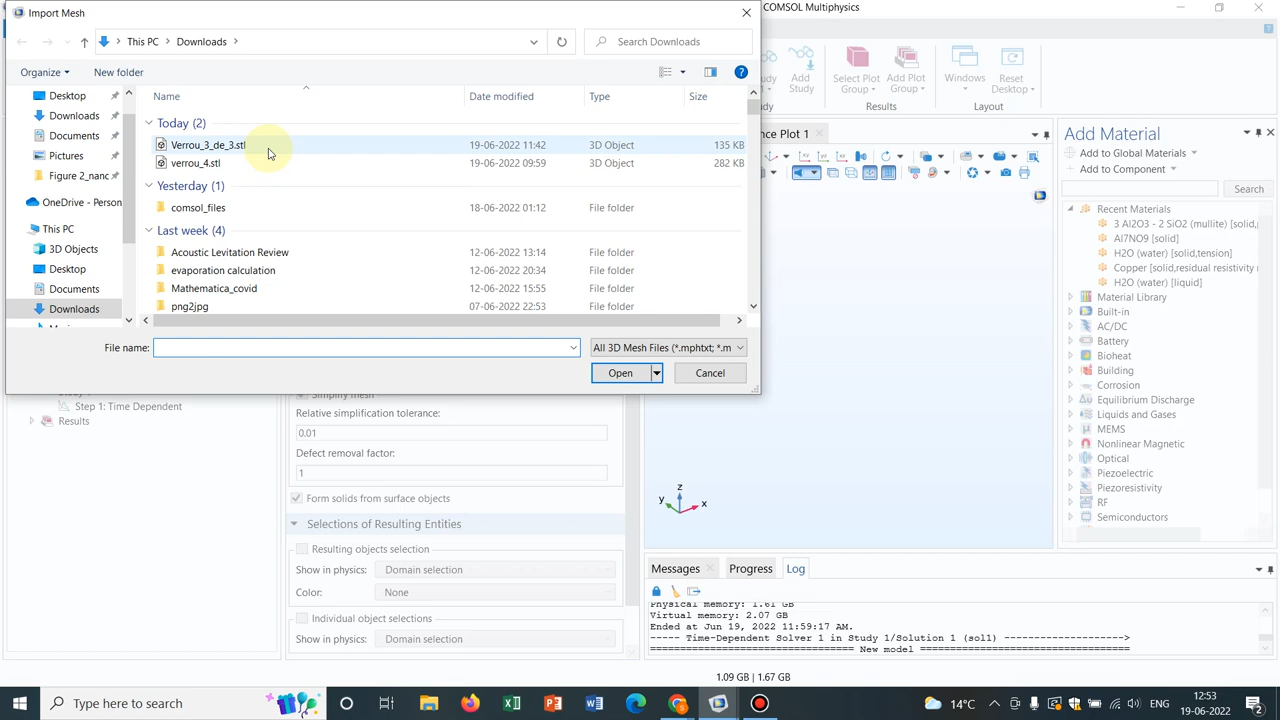 Import Mesh
COMSOL Multiphysics
This PC
Downloads
Search Downloads
Organize
New folder
Desktop
Downloads
Documents
Pictures
Figure 2_nanc
OneDrive - Person
This PC
3D Objects
Desktop
Documents
Downloads
Name
Date modified
Type
Size
Today (2)
Verrou_3_de_3.stl 19-06-2022 11:42 3D Object 135 KB
verrou_4.stl 19-06-2022 09:59 3D Object 282 KB
Yesterday (1)
comsol_files 18-06-2022 01:12 File folder
Last week (4)
Acoustic Levitation Review 12-06-2022 13:14 File folder
evaporation calculation 12-06-2022 20:34 File folder
Mathematica_covid 12-06-2022 15:55 File folder
png2jpg 07-06-2022 22:53 File folder
File name:
All 3D Mesh Files (*.mphtxt; *.m
Open
Cancel
Add
Study
Select Plot
Group
Add Plot
Group
Results
Windows
Reset
Desktop
Layout
nce Plot 1
z
y
x
Add Material
Add to Global Materials
Add to Component
Search
Recent Materials
3 Al2O3 - 2 SiO2 (mullite) [solid,
Al7NO9 [solid]
H2O (water) [solid,tension]
Copper [solid,residual resistivity
H2O (water) [liquid]
Material Library
Built-in
AC/DC
Battery
Bioheat
Building
Corrosion
Equilibrium Discharge
Liquids and Gases
MEMS
Nonlinear Magnetic
Optical
Piezoelectric
Piezoresistivity
RF
Semiconductors
Step 1: Time Dependent
Results
Simplify mesh
Relative simplification tolerance:
0.01
Defect removal factor:
1
Form solids from surface objects
Selections of Resulting Entities
Resulting objects selection
Show in physics: Domain selection
Color: None
Individual object selections
Show in physics: Domain selection
Messages
Progress
Log
Physical memory: 1.61 GB
Virtual memory: 2.07 GB
Ended at Jun 19, 2022 11:59:17 AM.
----- Time-Dependent Solver 1 in Study 1/Solution 1 (sol1) -------------------->
================================ New model ================================
1.09 GB | 1.67 GB
Type here to search
14°C
ENG
12:53
19-06-2022
2